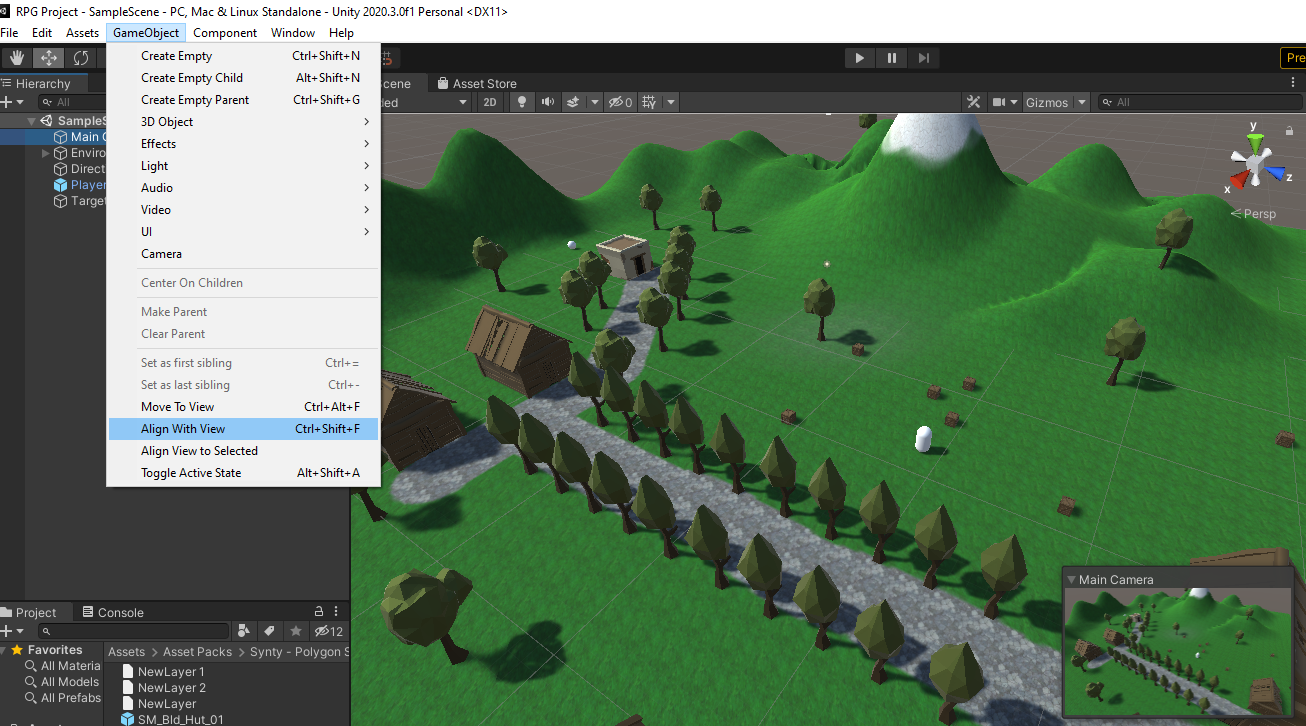 RPG Project - SampleScene - PC, Mac & Linux Standalone - Unity 2020.3.0f1 Personal <DX11>
File Edit Assets GameObject Component Window Help
Pre
Hierarchy
cene Asset Store
All
ded 2D 0 Gizmos All
SampleS
Main C
Enviro
Direct
Player
Target
Create Empty Ctrl+Shift+N
Create Empty Child Alt+Shift+N
Create Empty Parent Ctrl+Shift+G
3D Object
Effects
Light
Audio
Video
UI
Camera
Center On Children
Make Parent
Clear Parent
Set as first sibling Ctrl+=
Set as last sibling Ctrl+-
Move To View Ctrl+Alt+F
Align With View Ctrl+Shift+F
Align View to Selected
Toggle Active State Alt+Shift+A
y
z
x
Persp
Main Camera
Project Console
12
Favorites
All Materia
All Models
All Prefabs
Assets > Asset Packs > Synty - Polygon S
NewLayer 1
NewLayer 2
NewLayer
SM_Bld_Hut_01